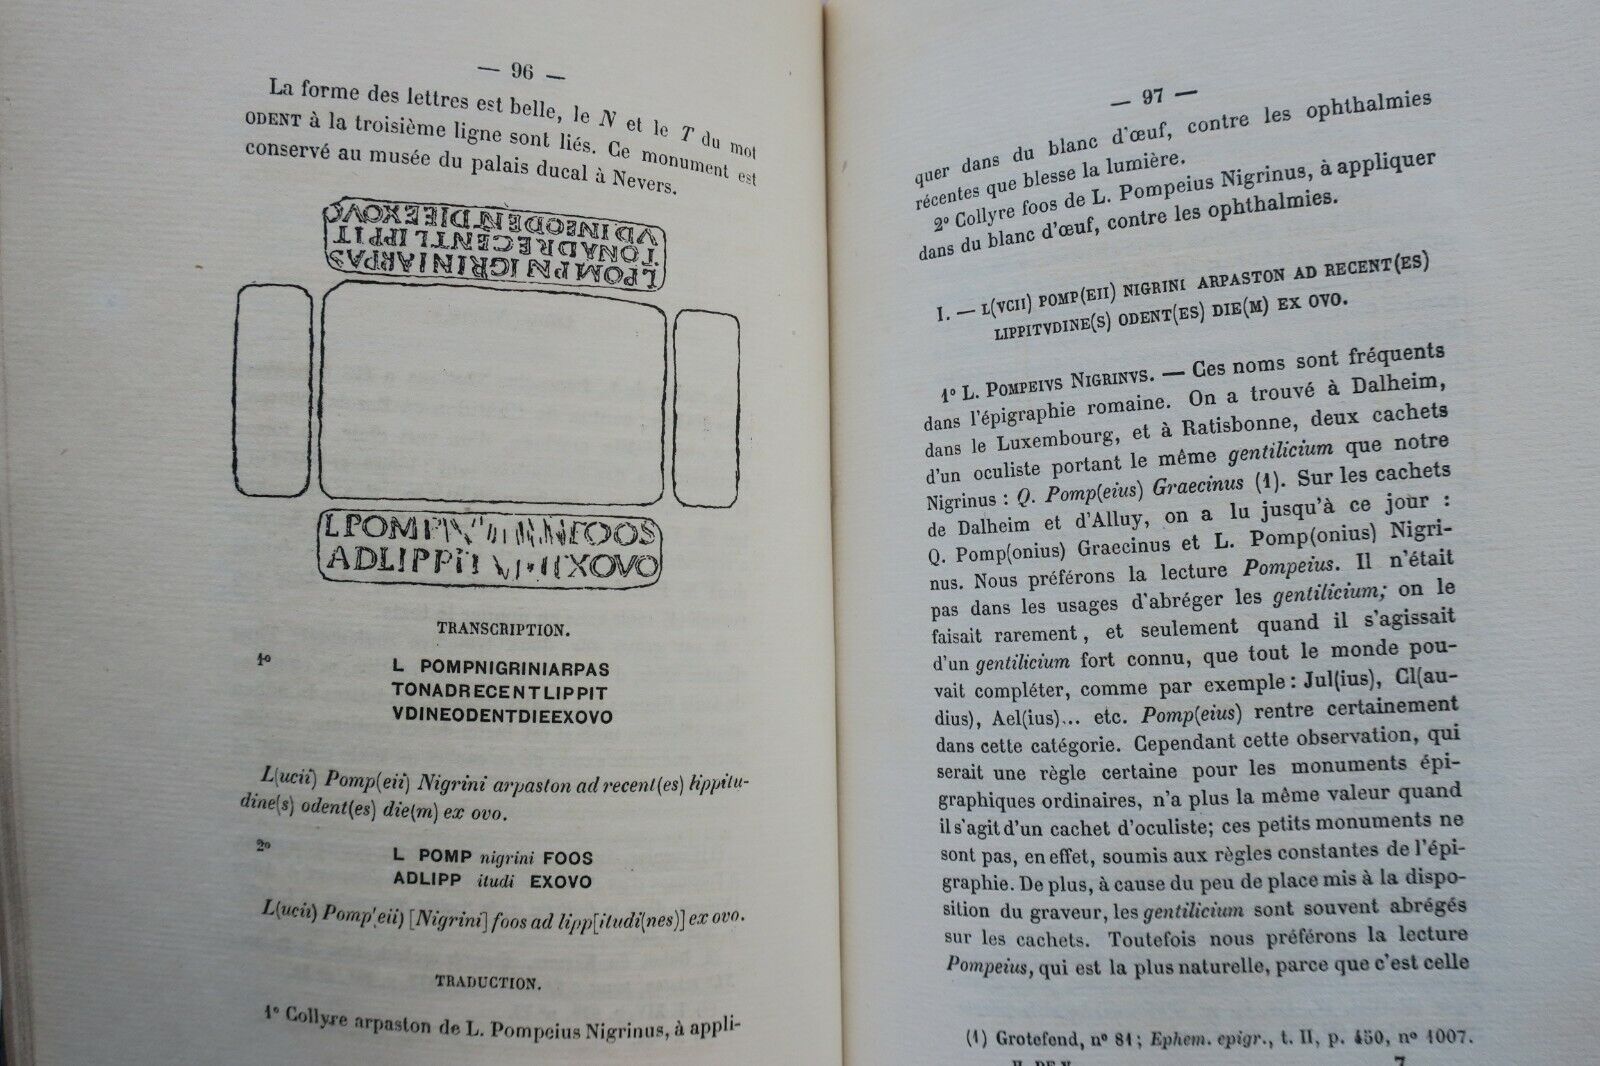 — 96 —
La forme des lettres est belle, le N et le T du mot
ODENT à la troisième ligne sont liés. Ce monument est
conservé au musée du palais ducal à Nevers.
LPOMPNIGRINIARPAS
TONADRECENTLIPPIT
VDINEODENDIEEXOVO
LPOMP FOOS
ADLIPPIT EXOVO
TRANSCRIPTION.
1º L POMPNIGRINIARPAS
TONADRECENTLIPPIT
VDINEODENTDIEEXOVO
L(ucii) Pomp(eii) Nigrini arpaston ad recent(es) lippitu-
dine(s) odent(es) die(m) ex ovo.
2º L POMP nigrini FOOS
ADLIPP itudi EXOVO
L(ucii) Pomp(eii) [Nigrini] foos ad lipp[itudi(nes)] ex ovo.
TRADUCTION.
1º Collyre arpaston de L. Pompeius Nigrinus, à appli-
— 97 —
quer dans du blanc d'œuf, contre les ophthalmies
récentes que blesse la lumière.
2º Collyre foos de L. Pompeius Nigrinus, à appliquer
dans du blanc d'œuf, contre les ophthalmies.
I. — L(VCII) POMP(EII) NIGRINI ARPASTON AD RECENT(ES)
LIPPITVDINE(S) ODENT(ES) DIE(M) EX OVO.
1º L. POMPEIVS NIGRINVS. — Ces noms sont fréquents
dans l'épigraphie romaine. On a trouvé à Dalheim,
dans le Luxembourg, et à Ratisbonne, deux cachets
d'un oculiste portant le même gentilicium que notre
Nigrinus : Q. Pomp(eius) Graecinus (1). Sur les cachets
de Dalheim et d'Alluy, on a lu jusqu'à ce jour :
Q. Pomp(onius) Graecinus et L. Pomp(onius) Nigri-
nus. Nous préférons la lecture Pompeius. Il n'était
pas dans les usages d'abréger les gentilicium; on le
faisait rarement, et seulement quand il s'agissait
d'un gentilicium fort connu, que tout le monde pou-
vait compléter, comme par exemple : Jul(ius), Cl(au-
dius), Ael(ius)... etc. Pomp(eius) rentre certainement
dans cette catégorie. Cependant cette observation, qui
serait une règle certaine pour les monuments épi-
graphiques ordinaires, n'a plus la même valeur quand
il s'agit d'un cachet d'oculiste; ces petits monuments ne
sont pas, en effet, soumis aux règles constantes de l'épi-
graphie. De plus, à cause du peu de place mis à la dispo-
sition du graveur, les gentilicium sont souvent abrégés
sur les cachets. Toutefois nous préférons la lecture
Pompeius, qui est la plus naturelle, parce que c'est celle
(1) Grotefend, nº 81; Ephem. epigr., t. II, p. 450, nº 1007.
7